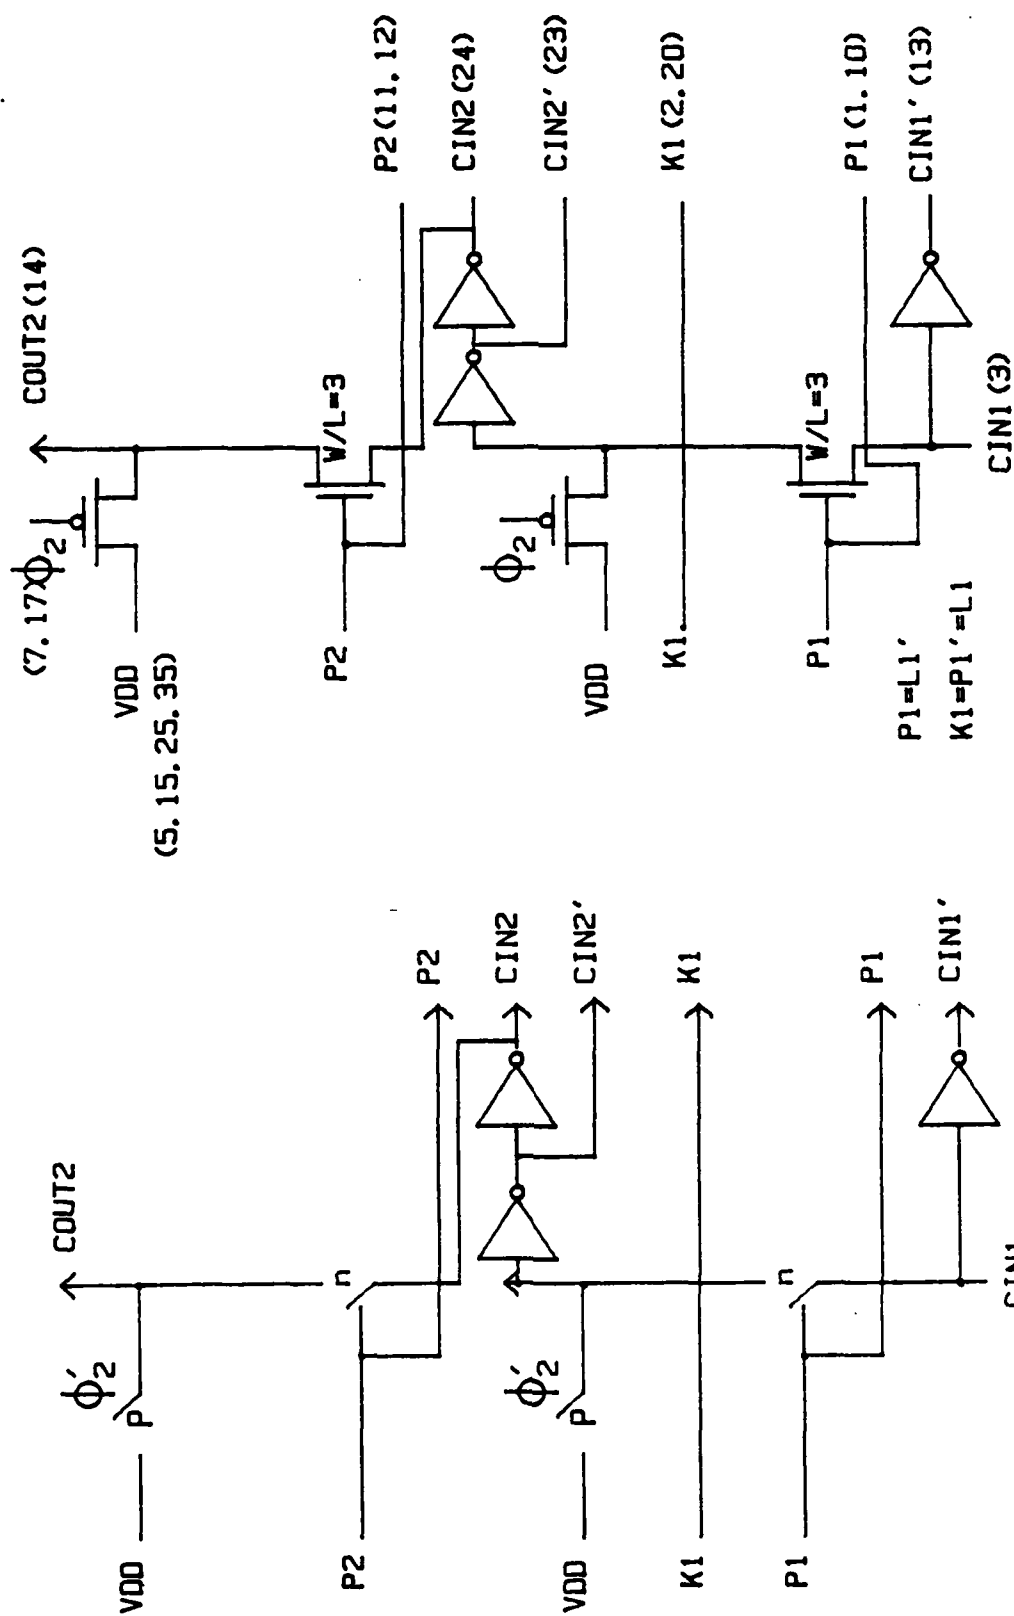 COUT2 (14)
(7, 17)ϕ2
VDD
(5, 15, 25, 35)
W/L=3
P2
P2 (11, 12)
CIN2 (24)
CIN2' (23)
ϕ2
VDD
K1
K1 (2, 20)
W/L=3
P1
P1 (1, 10)
CIN1' (13)
CIN1 (3)
P1=L1'
K1=P1'=L1
COUT2
ϕ'2
P
VDD
n
P2
P2
CIN2
CIN2'
ϕ'2
P
VDD
K1
K1
n
P1
P1
CIN1'
CIN1